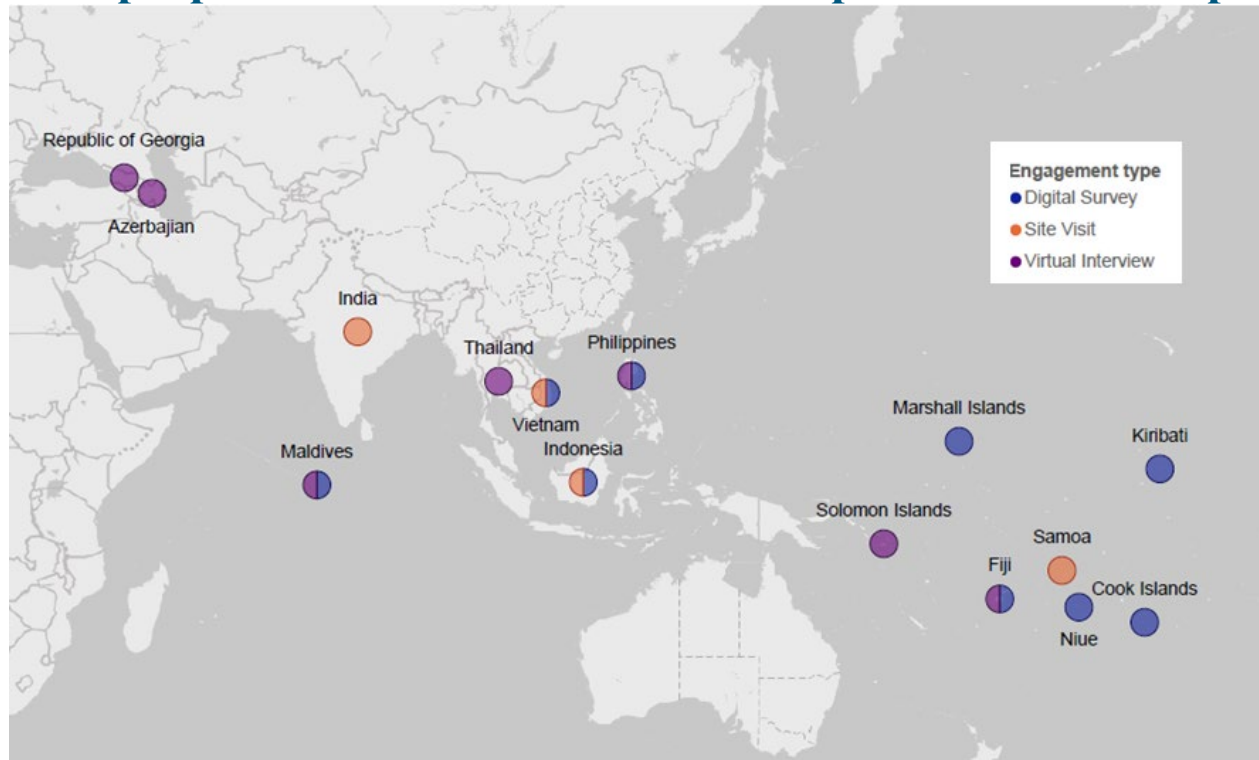 Republic of Georgia
Azerbajian
India
Thailand
Philippines
Vietnam
Indonesia
Maldives
Marshall Islands
Kiribati
Solomon Islands
Samoa
Fiji
Cook Islands
Niue
Engagement type
Digital Survey
Site Visit
Virtual Interview